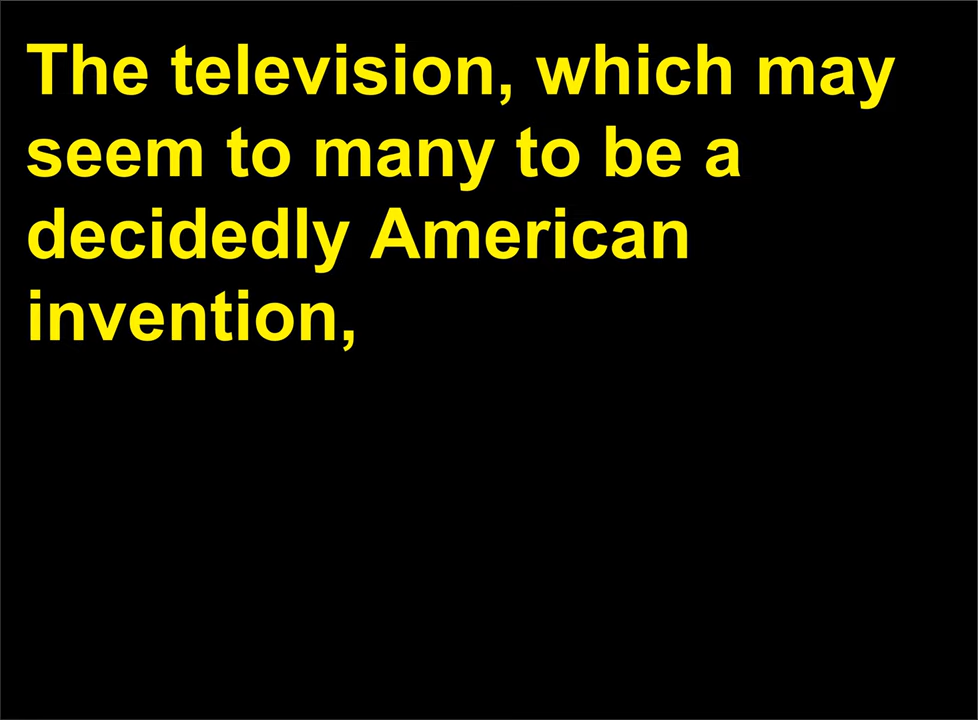 The television, which may
seem to many to be a
decidedly American
invention,